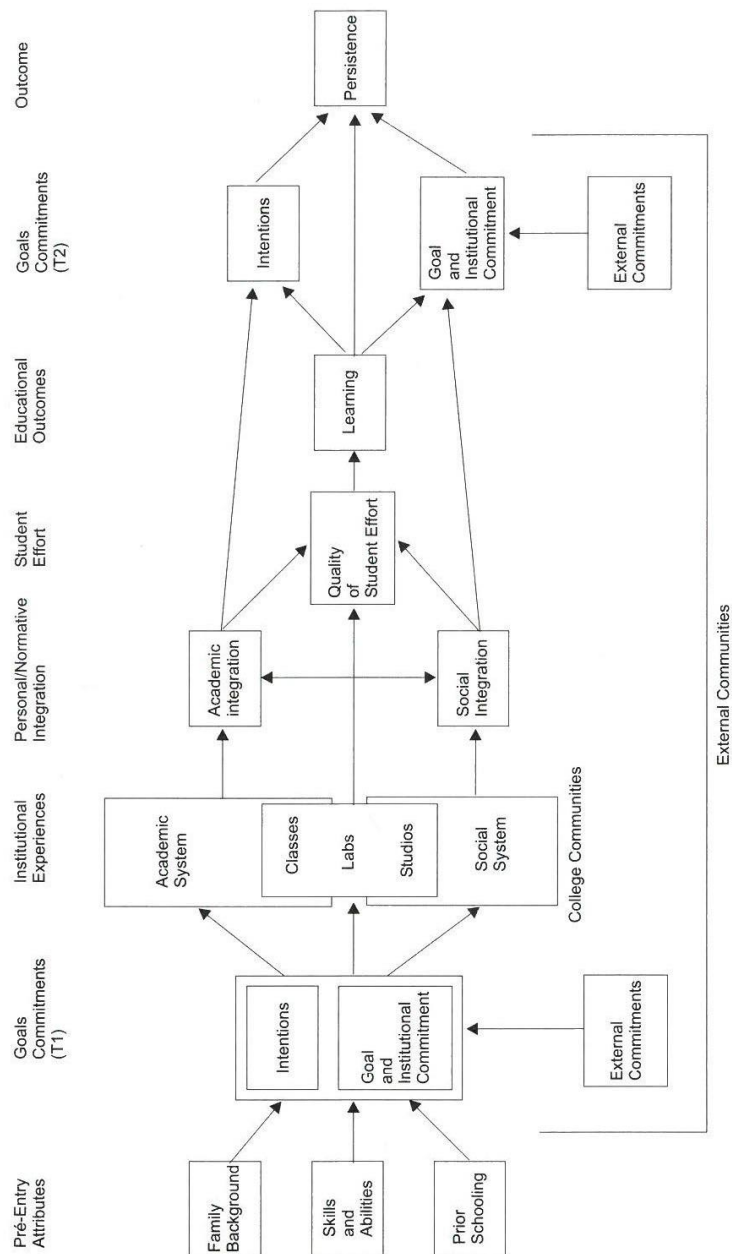 Pré-Entry
Attributes
Goals
Commitments
(T1)
Institutional
Experiences
Personal/Normative
Integration
Student
Effort
Educational
Outcomes
Goals
Commitments
(T2)
Outcome
Family
Background
Skills
and
Abilities
Prior
Schooling
Intentions
Goal
and
Institutional
Commitment
External
Commitments
Academic
System
Classes
Labs
Studios
Social
System
College Communities
Academic
integration
Social
Integration
Quality
of
Student Effort
Learning
Intentions
Goal
and
Institutional
Commitment
External
Commitments
Persistence
External Communities